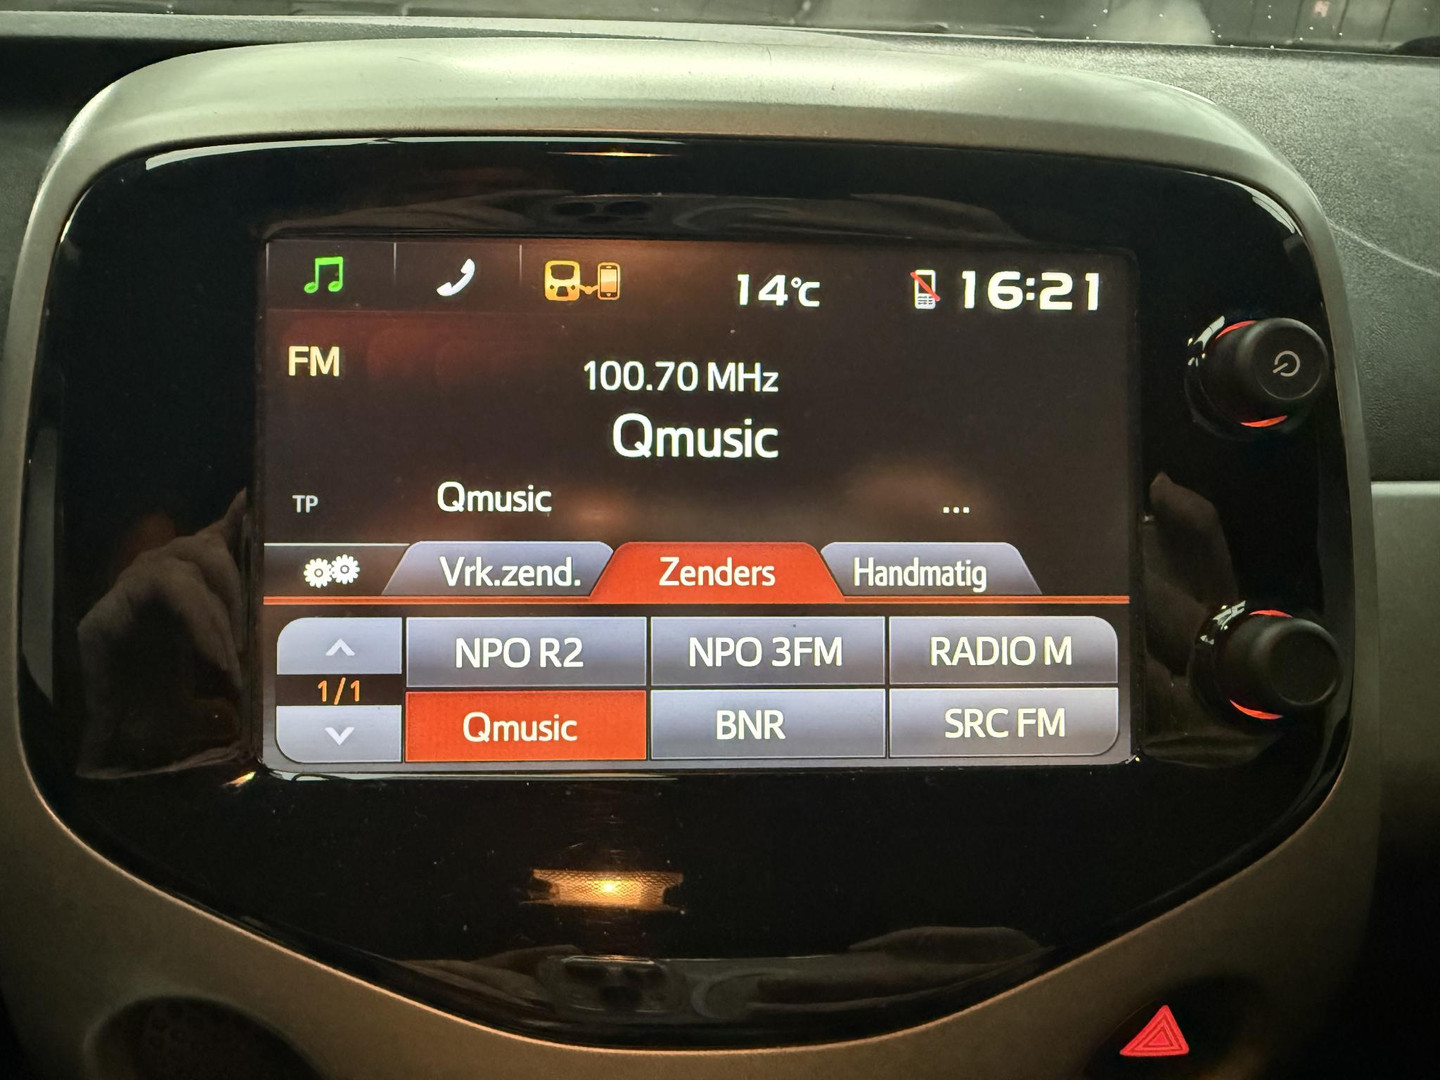 14°C 16:21
FM
100.70 MHz
Qmusic
TP Qmusic ...
Vrk.zend. Zenders Handmatig
NPO R2 NPO 3FM RADIO M
1/1
Qmusic BNR SRC FM